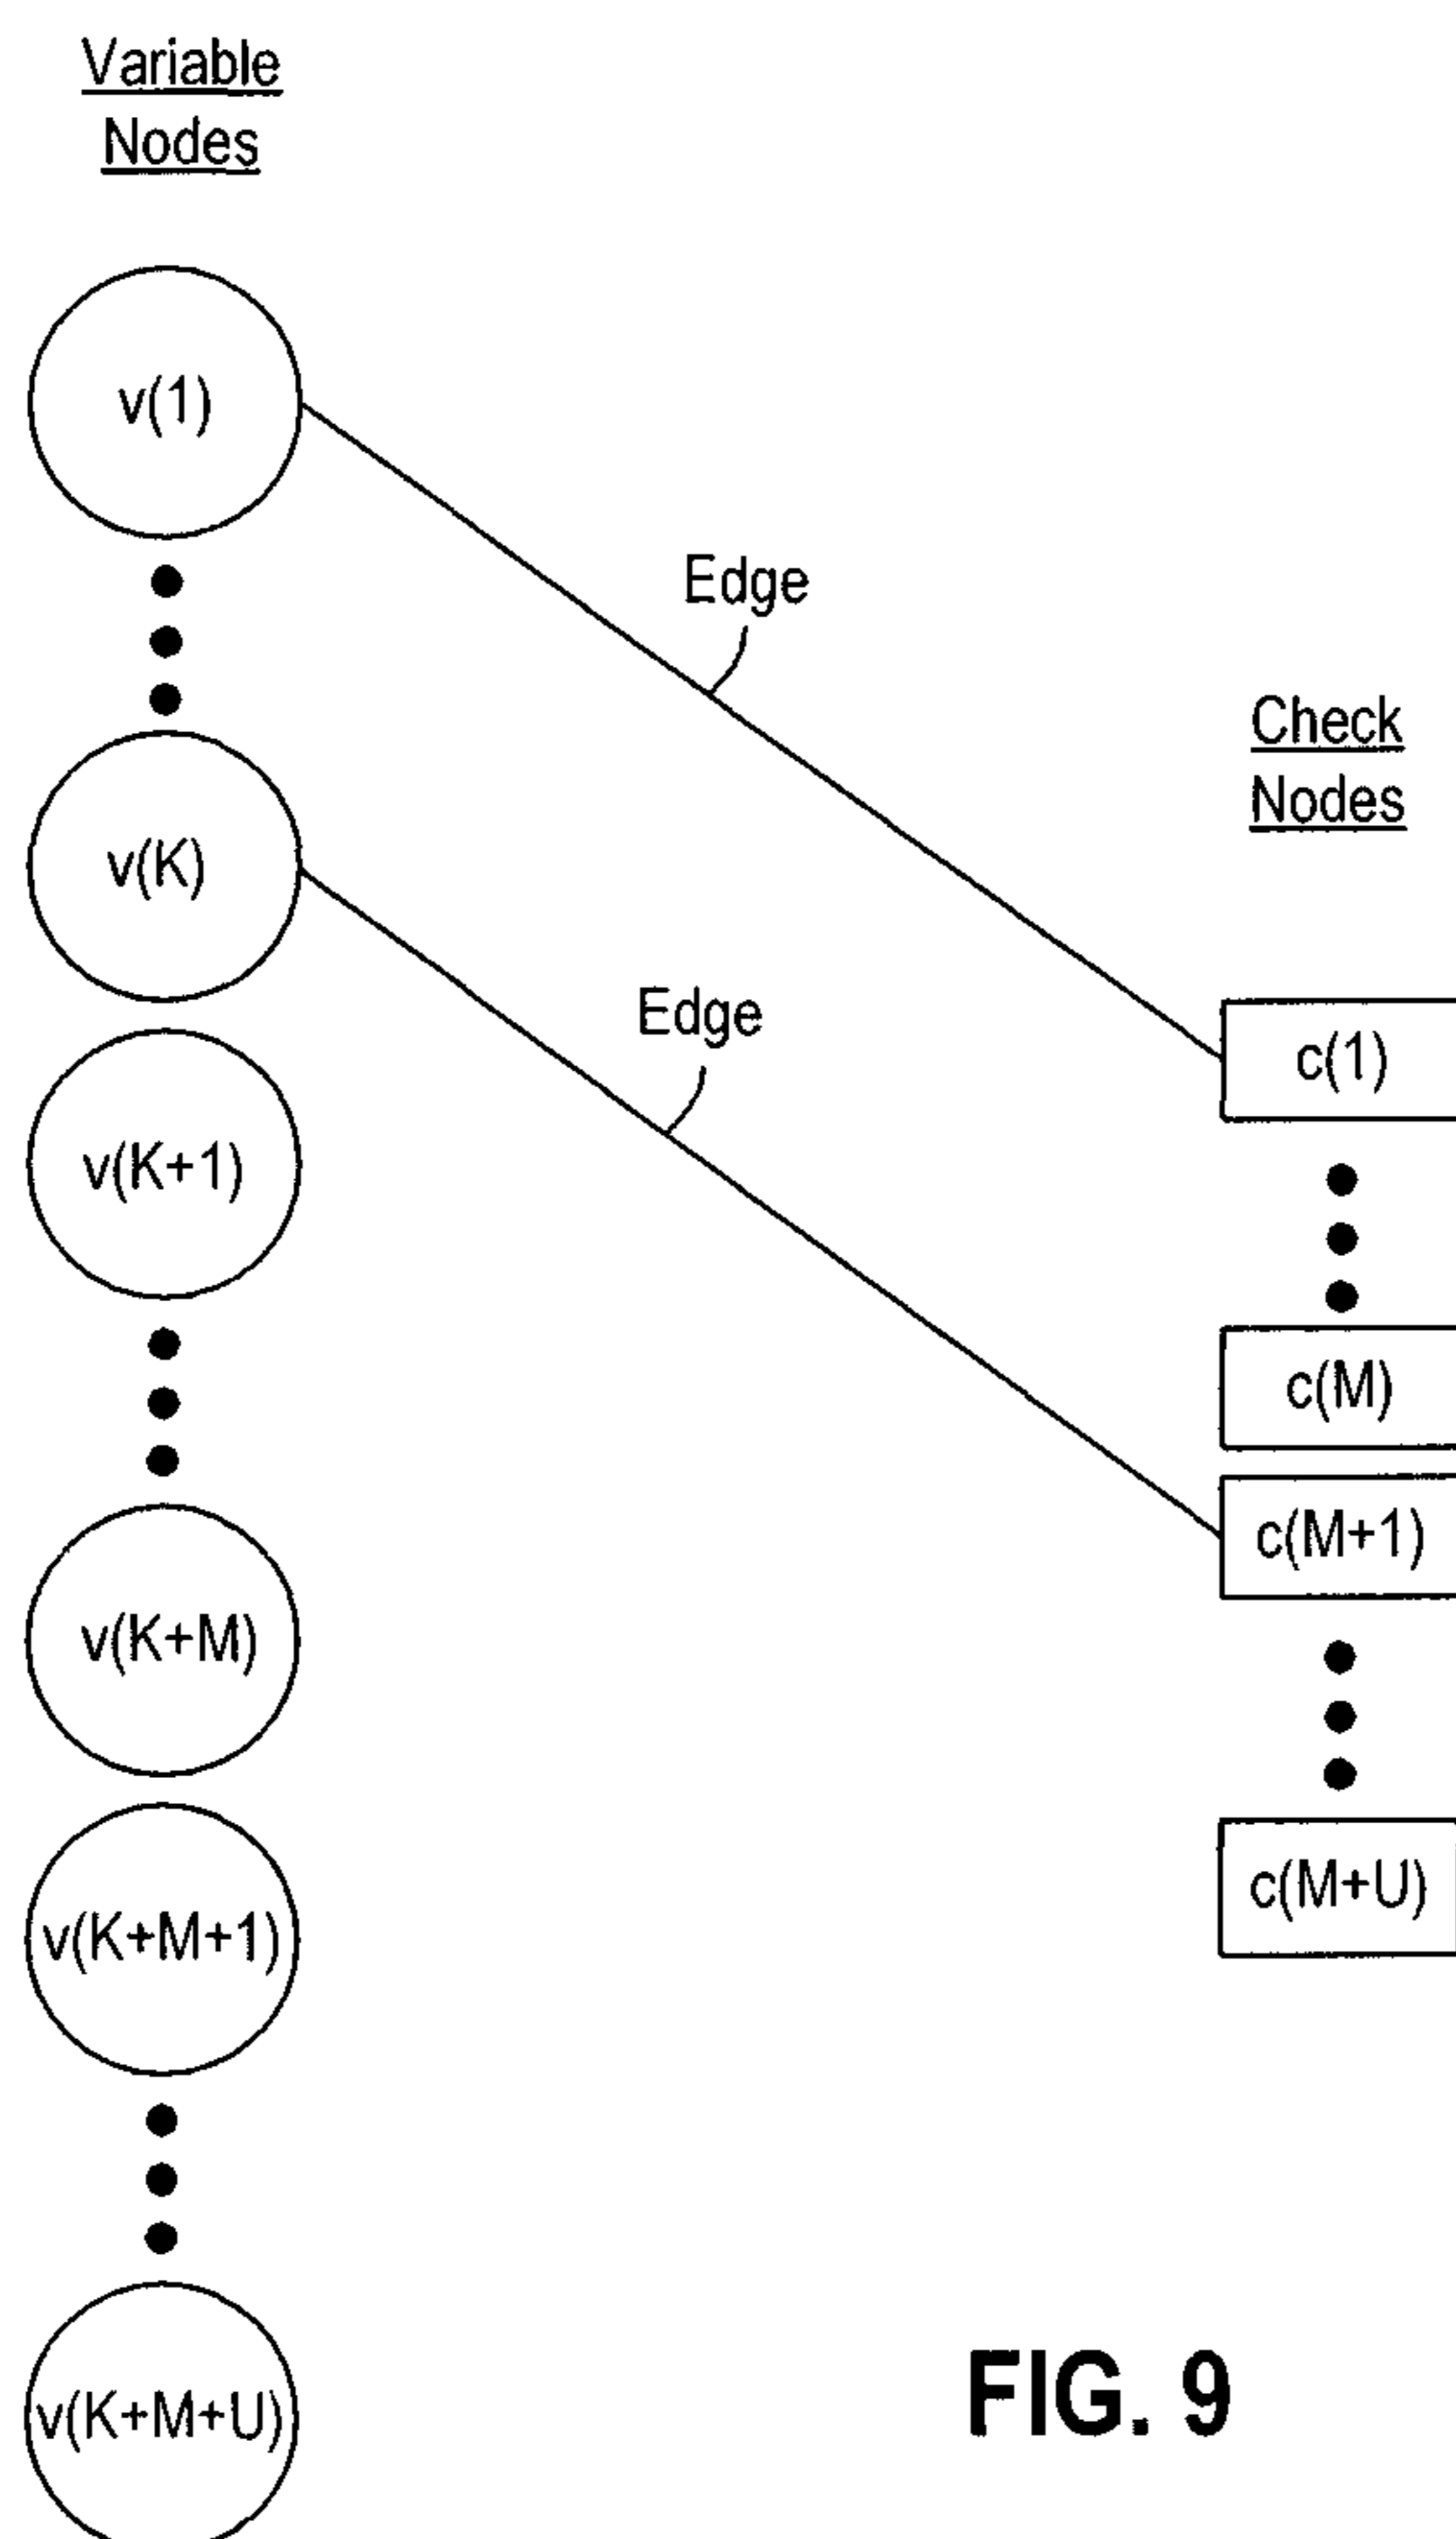 Variable
Nodes
v(1)
Edge
Check
Nodes
v(K)
Edge
c(1)
v(K+1)
c(M)
c(M+1)
v(K+M)
c(M+U)
v(K+M+1)
v(K+M+U)
FIG. 9